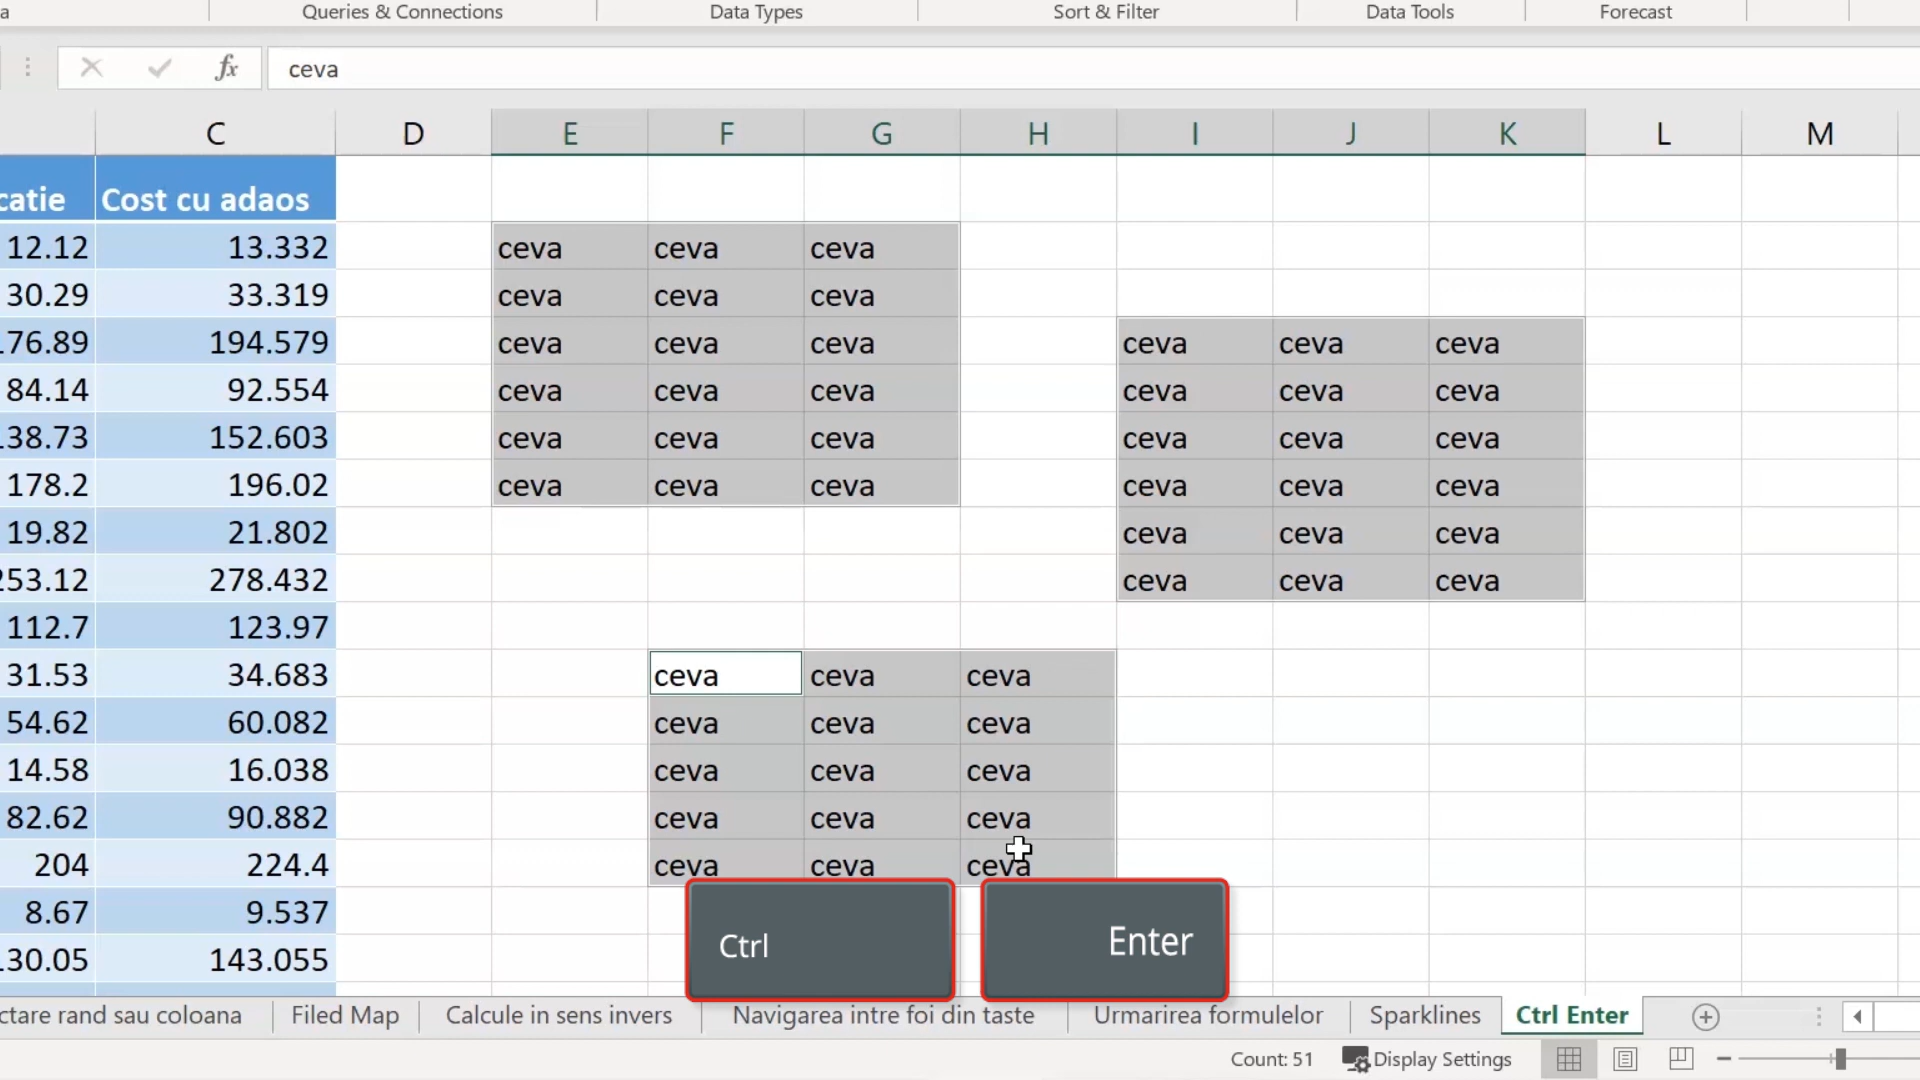 a Queries & Connections Data Types Sort & Filter Data Tools Forecast
fx ceva
C D E F G H I J K L M
catie Cost cu adaos
12.12 13.332 ceva ceva ceva
30.29 33.319 ceva ceva ceva
76.89 194.579 ceva ceva ceva ceva ceva ceva
84.14 92.554 ceva ceva ceva ceva ceva ceva
38.73 152.603 ceva ceva ceva ceva ceva ceva
178.2 196.02 ceva ceva ceva ceva ceva ceva
19.82 21.802 ceva ceva ceva
253.12 278.432 ceva ceva ceva
112.7 123.97
31.53 34.683 ceva ceva ceva
54.62 60.082 ceva ceva ceva
14.58 16.038 ceva ceva ceva
82.62 90.882 ceva ceva ceva
204 224.4 ceva ceva ceva
8.67 9.537
130.05 143.055
Ctrl Enter
ctare rand sau coloana Filed Map Calcule in sens invers Navigarea intre foi din taste Urmarirea formulelor Sparklines Ctrl Enter
Count: 51 Display Settings